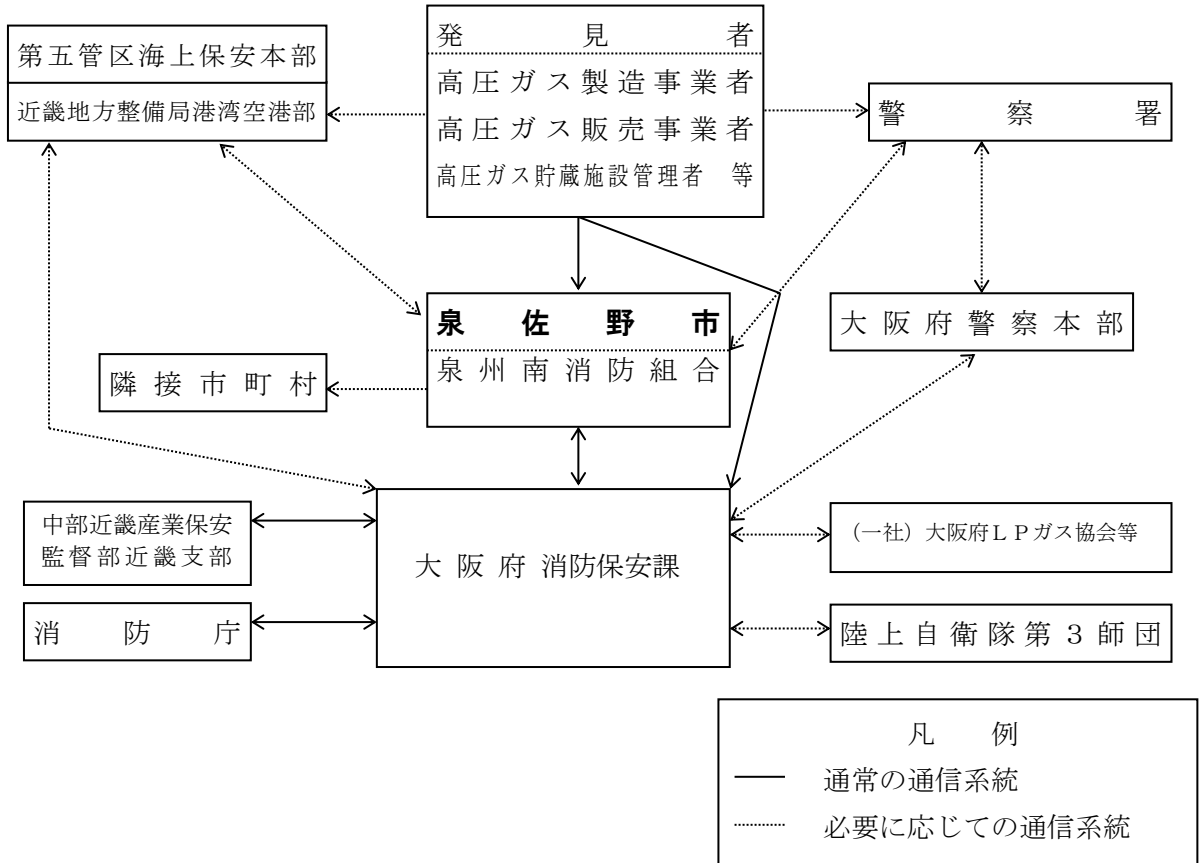 第五管区海上保安本部
近畿地方整備局港湾空港部
発見者
高圧ガス製造事業者
高圧ガス販売事業者
高圧ガス貯蔵施設管理者 等
警察署
泉佐野市
泉州南消防組合
大阪府警察本部
隣接市町村
中部近畿産業保安
監督部近畿支部
消防庁
大阪府 消防保安課
(一社)大阪府LPガス協会等
陸上自衛隊第3師団
凡例
通常の通信系統
必要に応じての通信系統